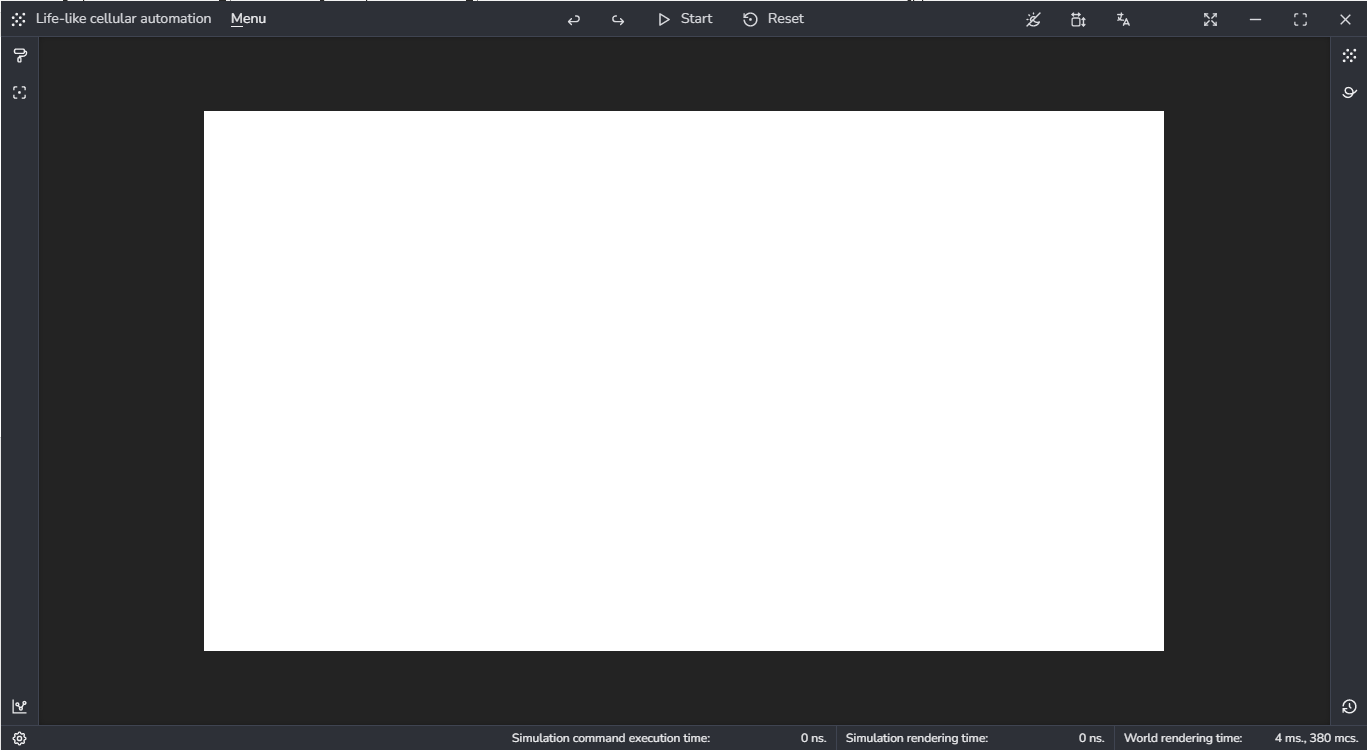 Life-like cellular automation Menu Start Reset
Simulation command execution time: 0 ns. Simulation rendering time: 0 ns. World rendering time: 4 ms., 380 mcs.